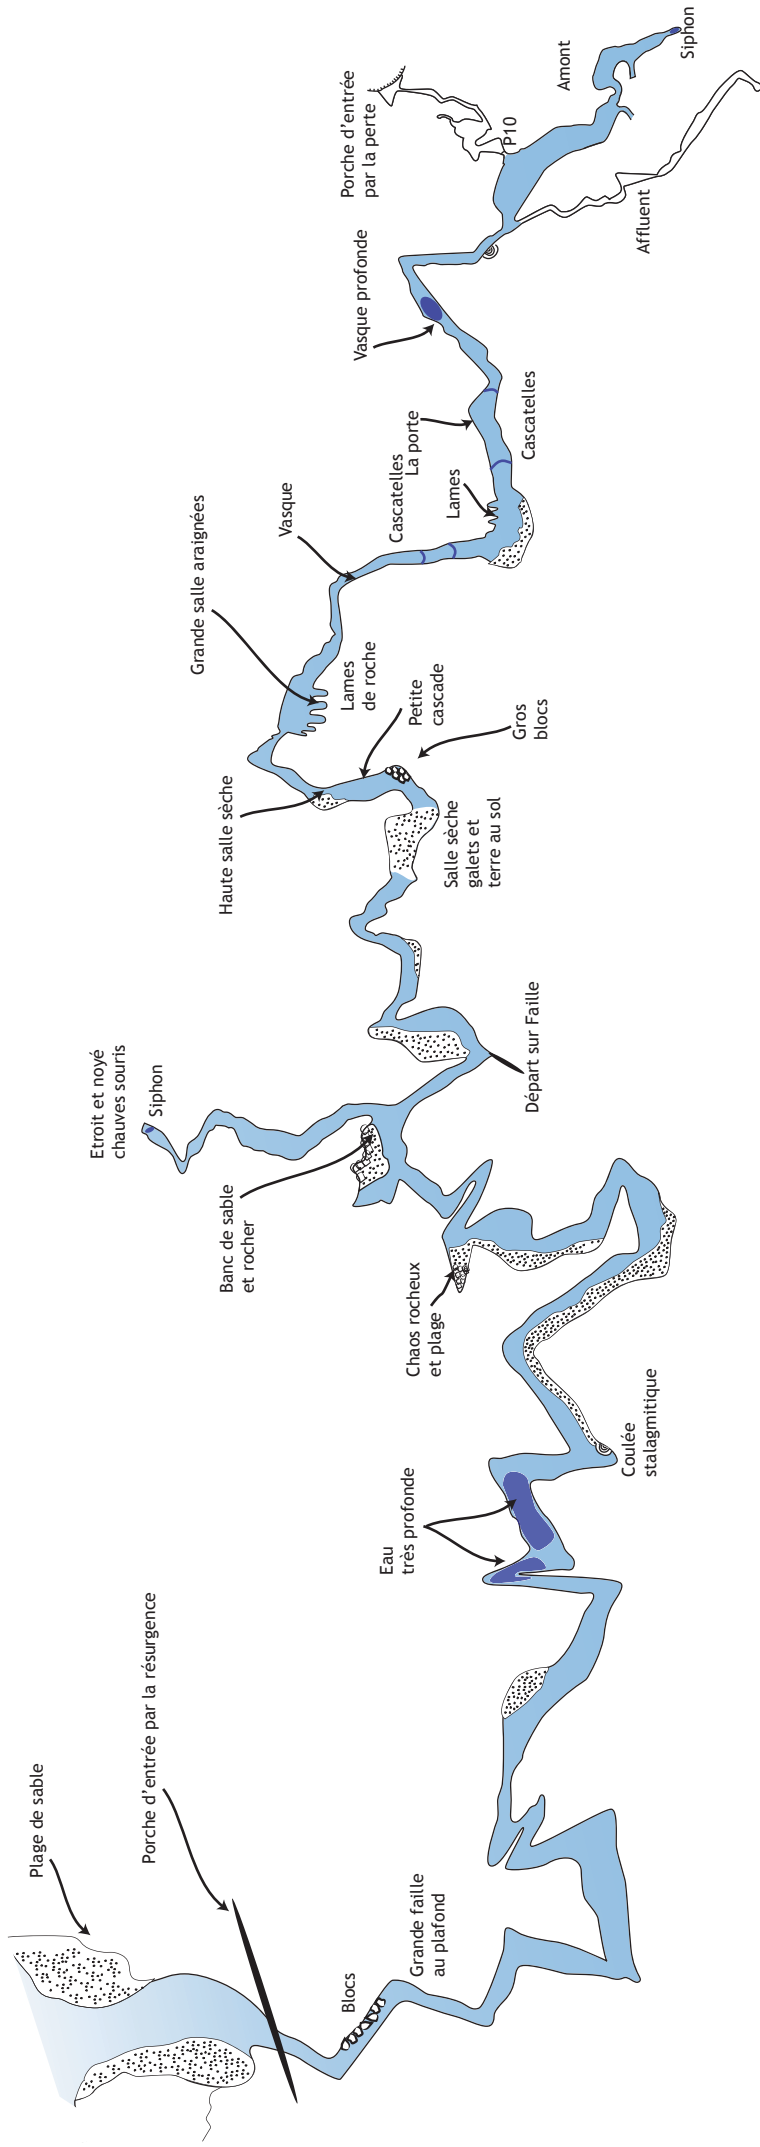 Plage de sable
Porche d'entrée par la résurgence
Blocs
Grande faille
au plafond
Eau
très profonde
Coulée
stalagmitique
Chaos rocheux
et plage
Banc de sable
et rocher
Etroit et noyé
chauves souris
Siphon
Départ sur Faille
Haute salle sèche
Salle sèche
galets et
terre au sol
Gros
blocs
Petite
cascade
Lames
de roche
Grande salle araignées
Vasque
Cascatelles
Lames
La porte
Cascatelles
Vasque profonde
Porche d'entrée
par la perte
P10
Affluent
Amont
Siphon